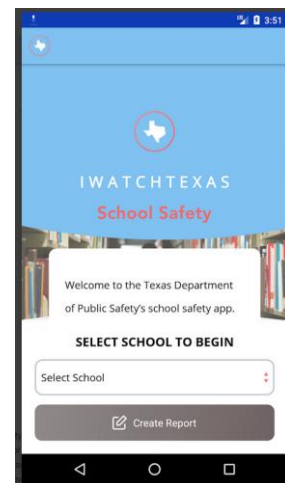 3:51
IWATCHTEXAS
School Safety
Welcome to the Texas Department
of Public Safety's school safety app.
SELECT SCHOOL TO BEGIN
Select School
Create Report